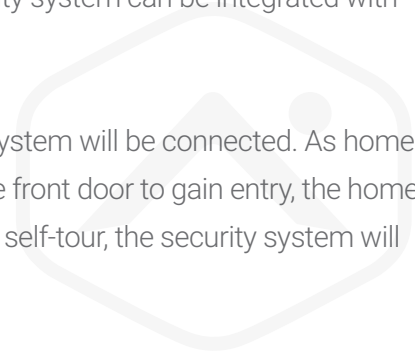 ty system can be integrated with
ystem will be connected. As home
e front door to gain entry, the home
self-tour, the security system will